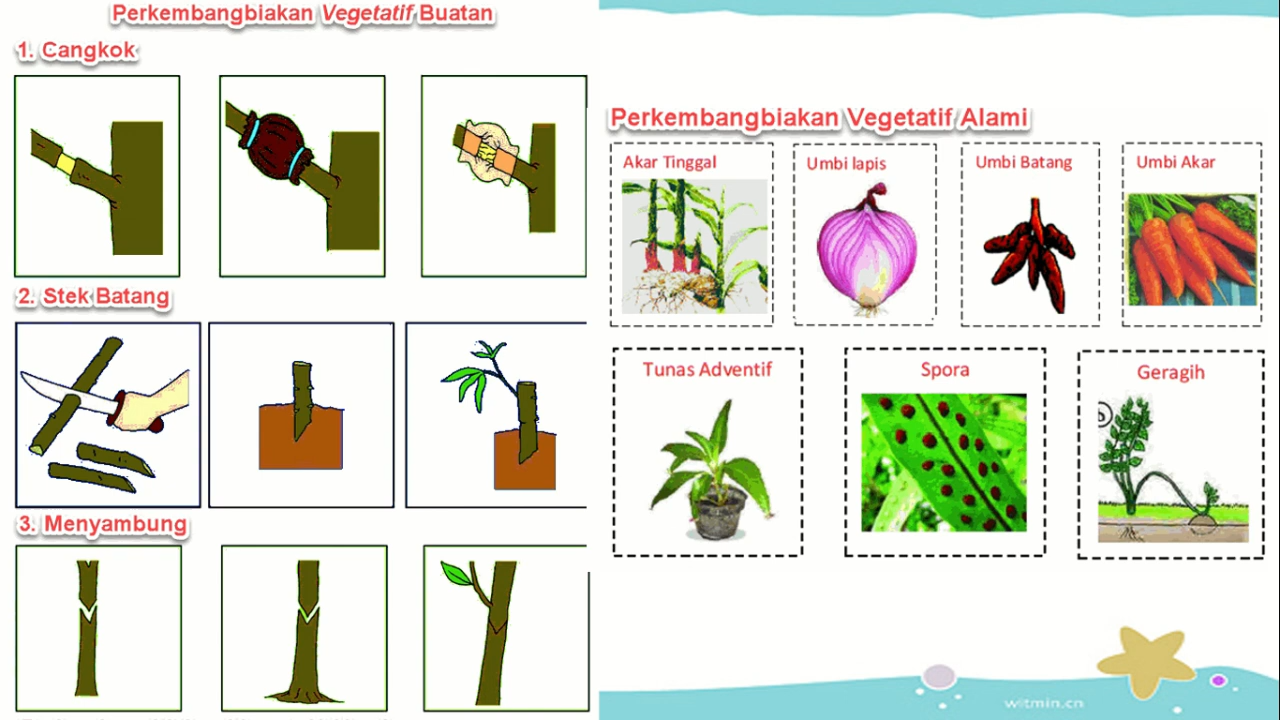 Perkembangbiakan Vegetatif Buatan
1. Cangkok
2. Stek Batang
3. Menyambung
Perkembangbiakan Vegetatif Alami
Akar Tinggal
Umbi lapis
Umbi Batang
Umbi Akar
Tunas Adventif
Spora
Geragih
witmin.cn